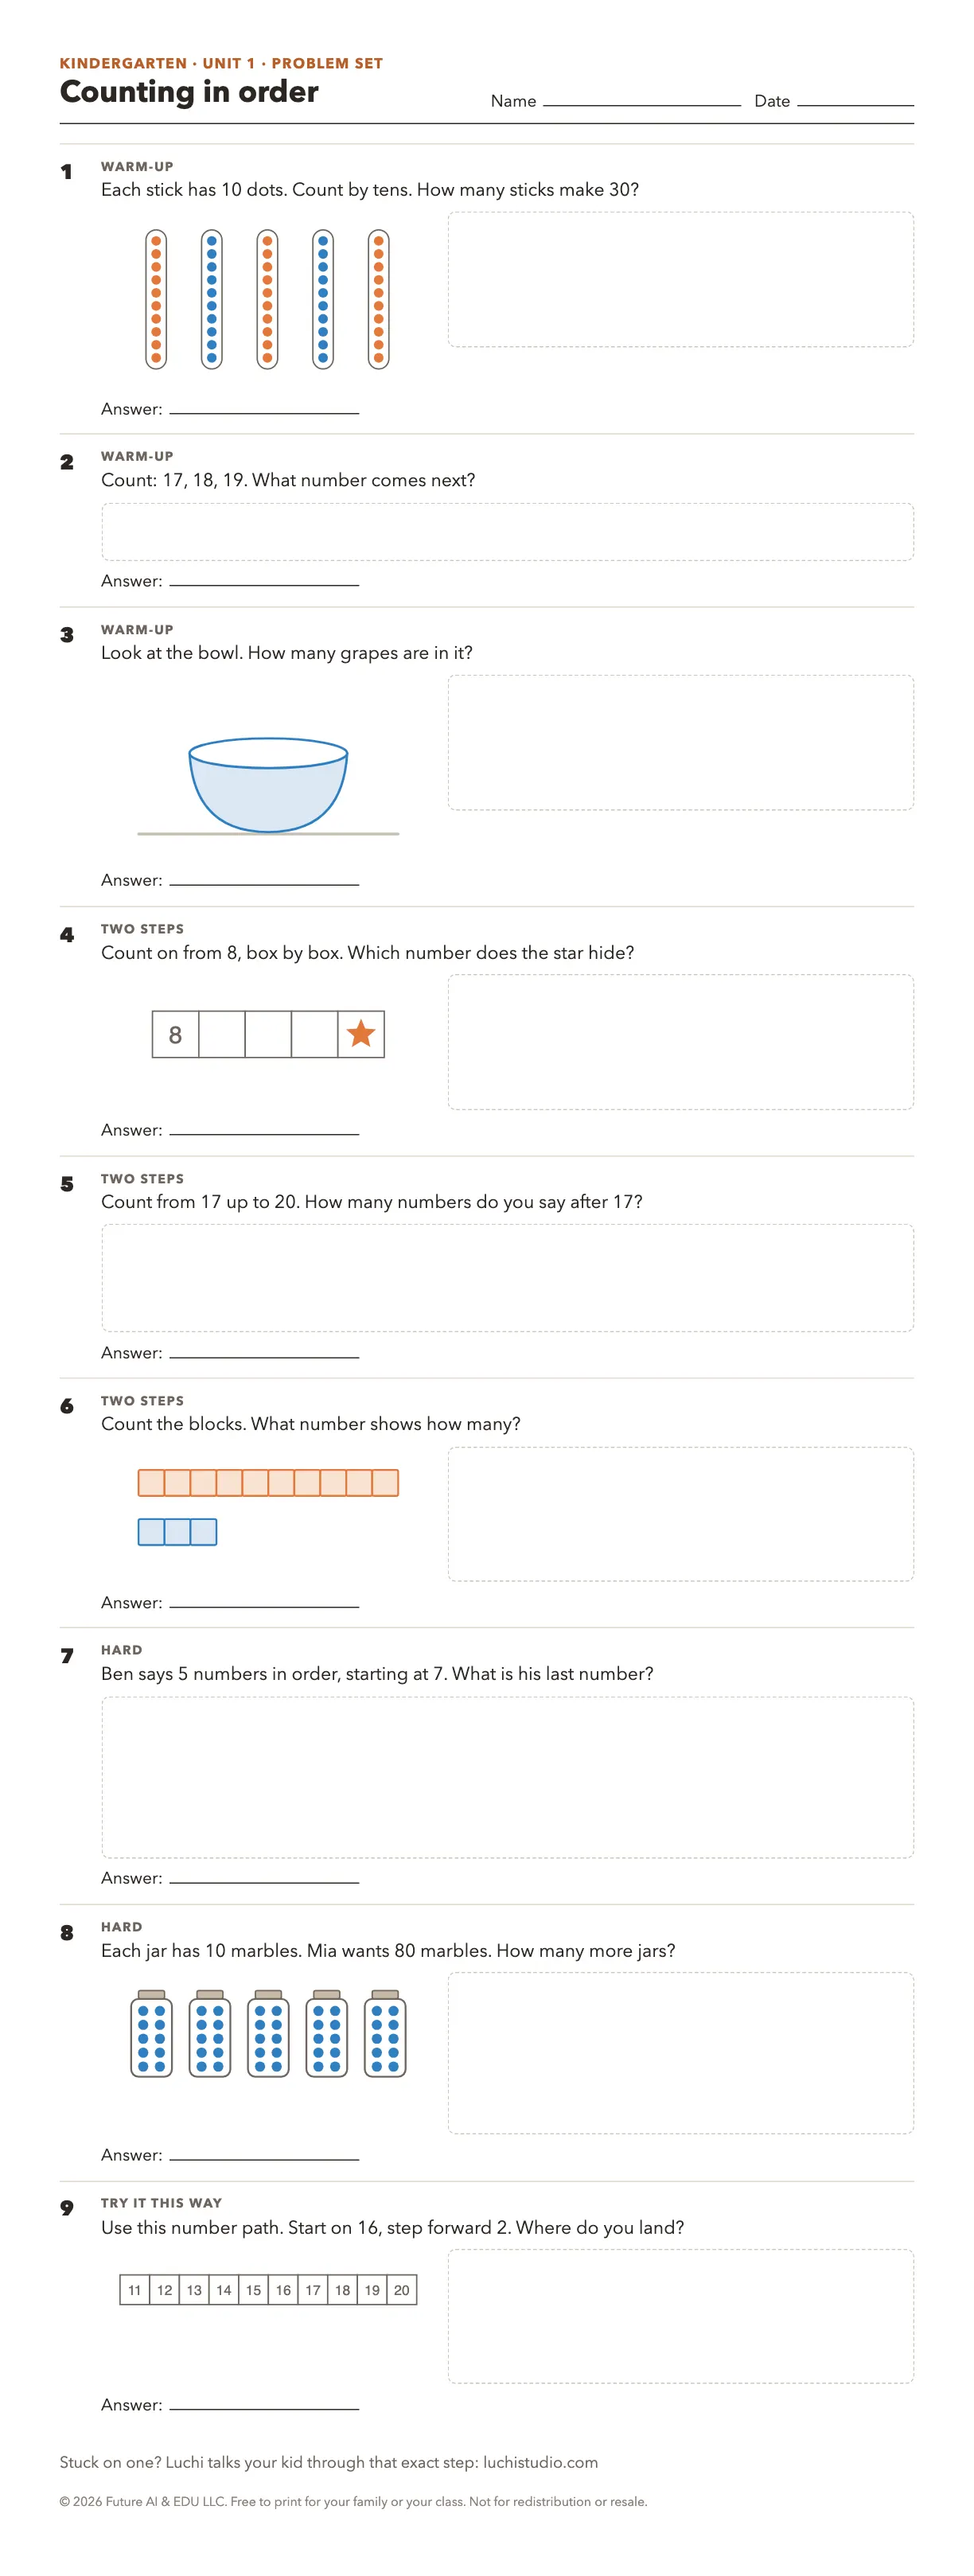 KINDERGARTEN · UNIT 1 · PROBLEM SET
Counting in order
Name
Date
1
WARM-UP
Each stick has 10 dots. Count by tens. How many sticks make 30?
Answer:
2
WARM-UP
Count: 17, 18, 19. What number comes next?
Answer:
3
WARM-UP
Look at the bowl. How many grapes are in it?
Answer:
4
TWO STEPS
Count on from 8, box by box. Which number does the star hide?
8
Answer:
5
TWO STEPS
Count from 17 up to 20. How many numbers do you say after 17?
Answer:
6
TWO STEPS
Count the blocks. What number shows how many?
Answer:
7
HARD
Ben says 5 numbers in order, starting at 7. What is his last number?
Answer:
8
HARD
Each jar has 10 marbles. Mia wants 80 marbles. How many more jars?
Answer:
9
TRY IT THIS WAY
Use this number path. Start on 16, step forward 2. Where do you land?
11 12 13 14 15 16 17 18 19 20
Answer:
Stuck on one? Luchi talks your kid through that exact step: luchistudio.com
© 2026 Future AI & EDU LLC. Free to print for your family or your class. Not for redistribution or resale.